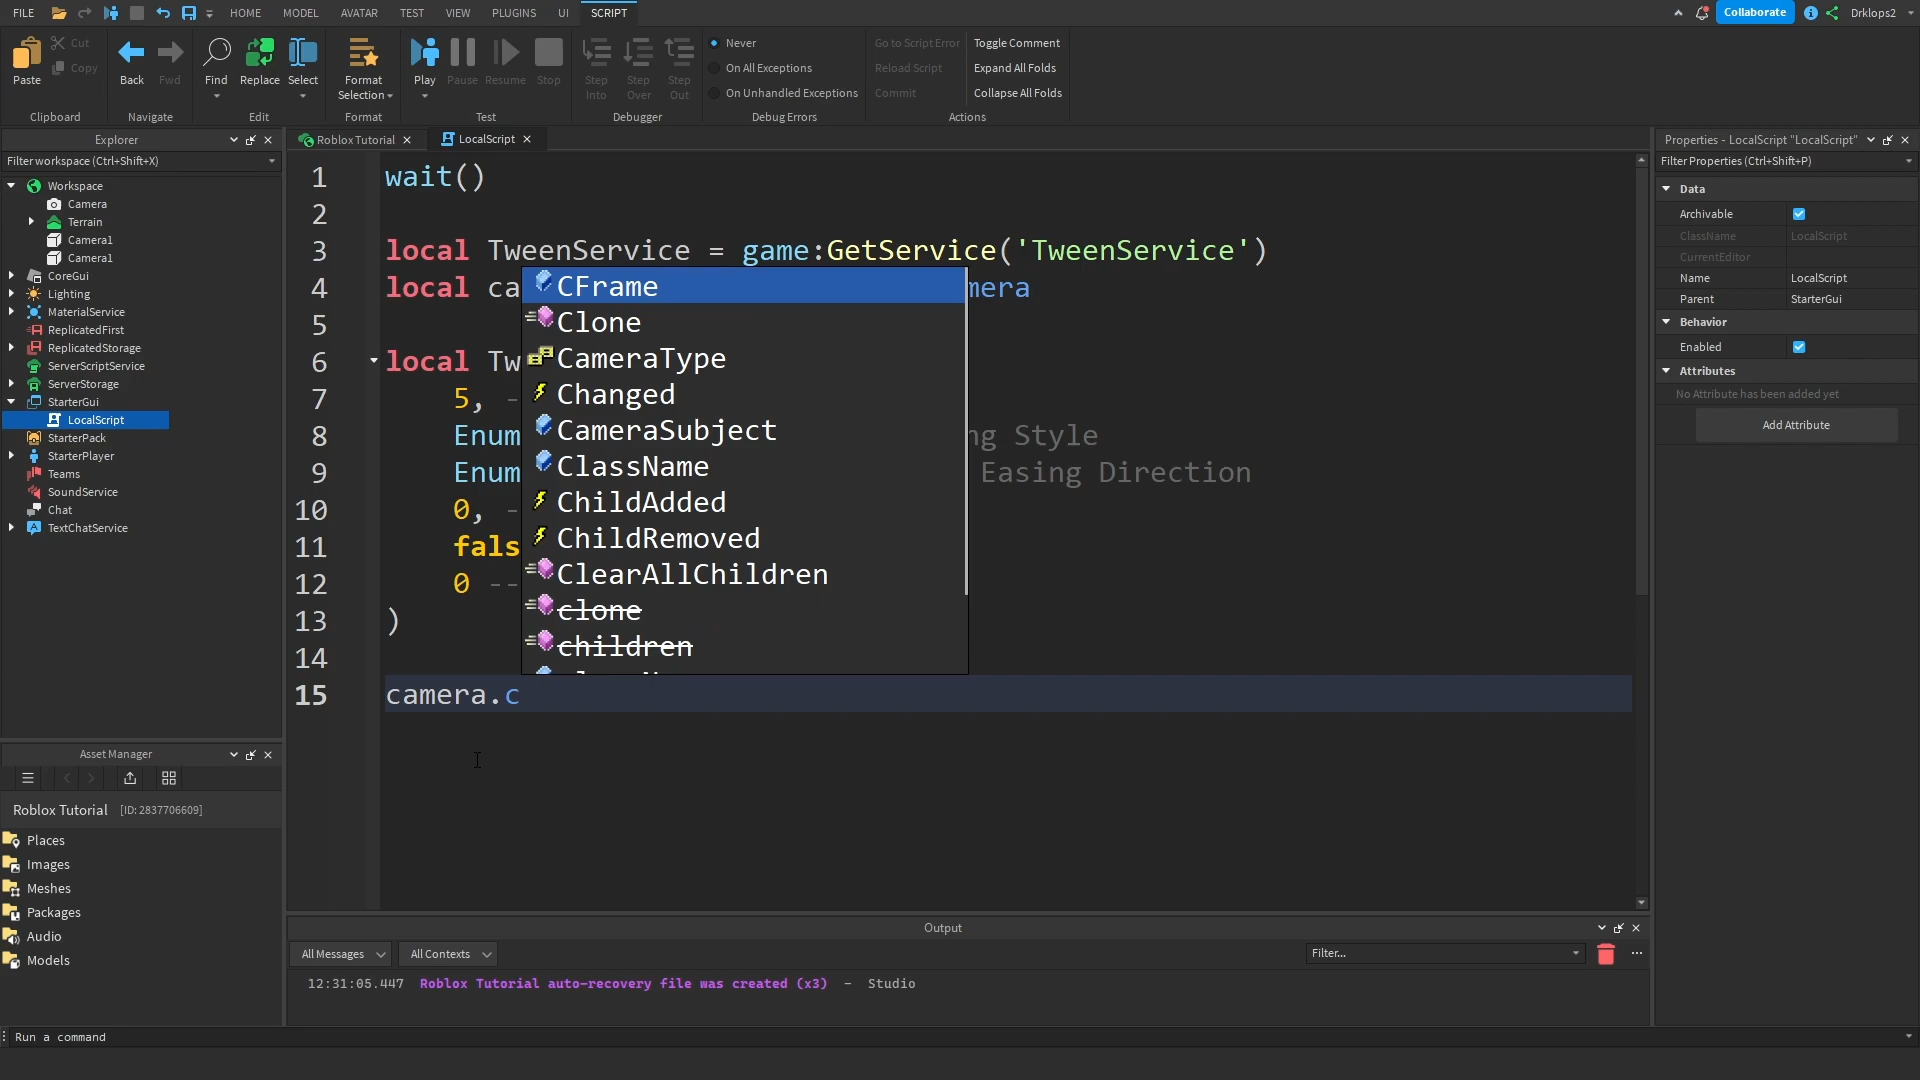 FILE HOME MODEL AVATAR TEST VIEW PLUGINS UI SCRIPT Collaborate Drklops2
Paste Cut Copy Back Fwd Find Replace Select Format Selection Play Pause Resume Stop Step Into Step Over Step Out
Never
On All Exceptions
On Unhandled Exceptions
Go to Script Error
Reload Script
Commit
Toggle Comment
Expand All Folds
Collapse All Folds
Clipboard Navigate Edit Format Test Debugger Debug Errors Actions
Explorer
Filter workspace (Ctrl+Shift+X)
Workspace
Camera
Terrain
Camera1
Camera1
CoreGui
Lighting
MaterialService
ReplicatedFirst
ReplicatedStorage
ServerScriptService
ServerStorage
StarterGui
LocalScript
StarterPack
StarterPlayer
Teams
SoundService
Chat
TextChatService
Asset Manager
Roblox Tutorial [ID: 2837706609]
Places
Images
Meshes
Packages
Audio
Models
Roblox Tutorial LocalScript
1 wait()
2
3 local TweenService = game:GetService('TweenService')
4 local ca mera
5
6 local Tw
7 5, -
8 Enum ng Style
9 Enum Easing Direction
10 0, -
11 fals
12 0 --
13 )
14
15 camera.c
CFrame
Clone
CameraType
Changed
CameraSubject
ClassName
ChildAdded
ChildRemoved
ClearAllChildren
clone
children
Output
All Messages All Contexts Filter...
12:31:05.447 Roblox Tutorial auto-recovery file was created (x3) - Studio
Run a command
Properties - LocalScript "LocalScript"
Filter Properties (Ctrl+Shift+P)
Data
Archivable
ClassName LocalScript
CurrentEditor
Name LocalScript
Parent StarterGui
Behavior
Enabled
Attributes
No Attribute has been added yet
Add Attribute